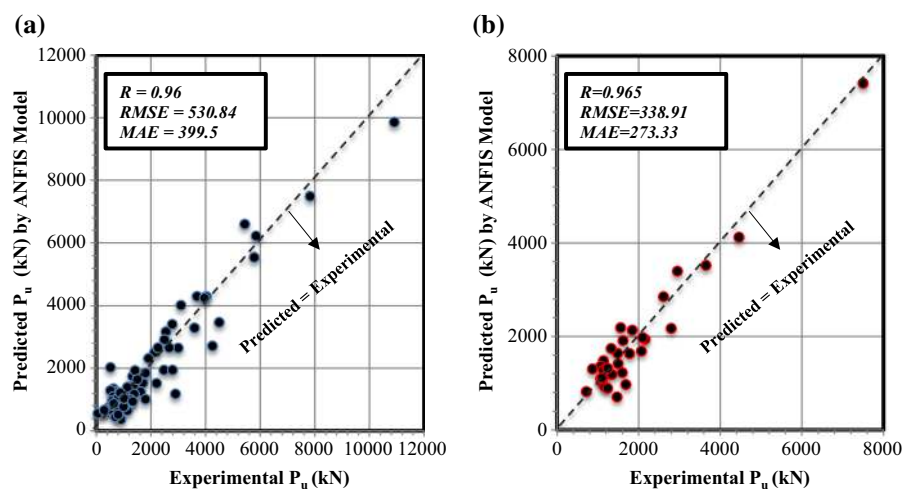 (a)
12000
10000
8000
6000
4000
2000
0
Predicted Pu (kN) by ANFIS Model
R = 0.96
RMSE = 530.84
MAE = 399.5
Predicted = Experimental
0 2000 4000 6000 8000 10000 12000
Experimental Pu (kN)
(b)
8000
6000
4000
2000
0
Predicted Pu (kN) by ANFIS Model
R=0.965
RMSE=338.91
MAE=273.33
Predicted = Experimental
0 2000 4000 6000 8000
Experimental Pu (kN)